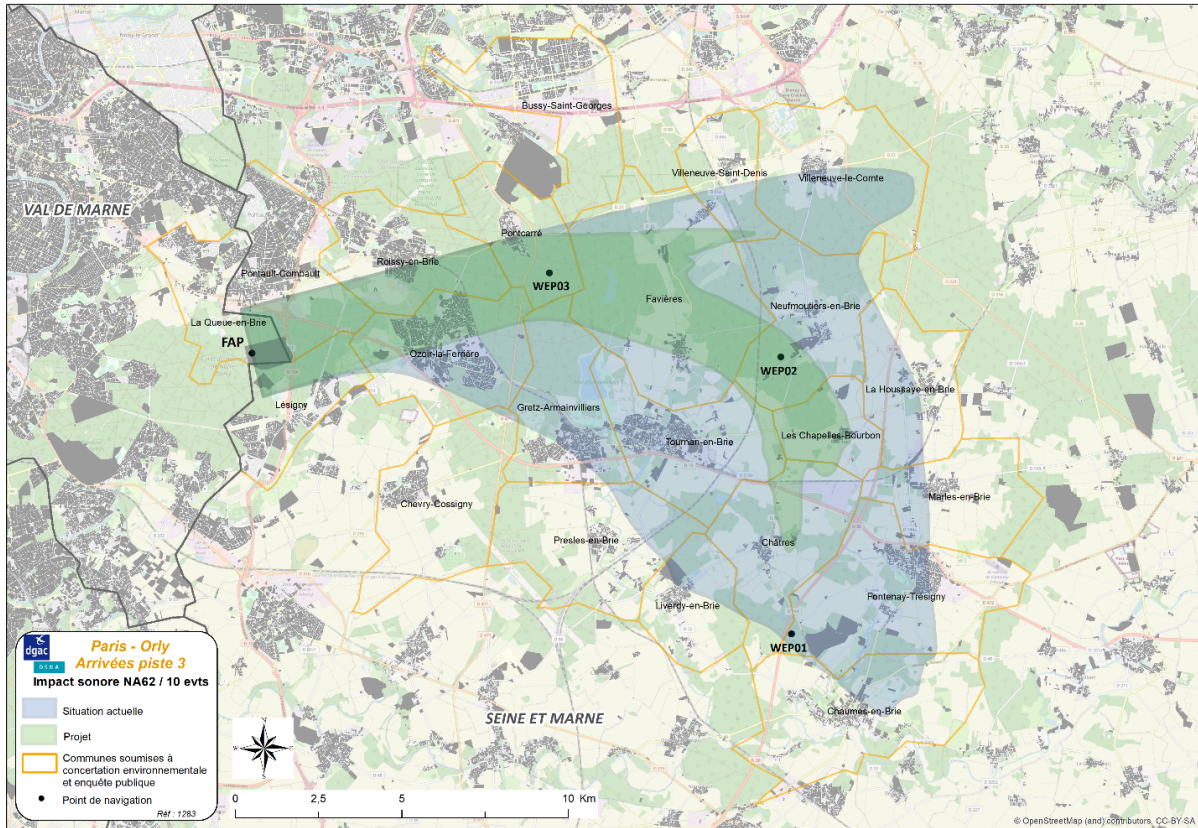 Bussy-Saint-Georges
Villeneuve-Saint-Denis
Villeneuve-le-Comte
VAL DE MARNE
Pontcarré
Roissy-en-Brie
Pontault-Combault
WEP03
Favières
Neufmoutiers-en-Brie
La Queue-en-Brie
FAP
Ozoir-la-Ferrière
WEP02
La Houssaye-en-Brie
Lésigny
Gretz-Armainvilliers
Tournan-en-Brie
Les Chapelles-Bourbon
Chevry-Cossigny
Marles-en-Brie
Presles-en-Brie
Châtres
Fontenay-Trésigny
Liverdy-en-Brie
WEP01
Chaumes-en-Brie
SEINE ET MARNE
dgac
DSNA
Paris - Orly
Arrivées piste 3
Impact sonore NA62 / 10 evts
Situation actuelle
Projet
Communes soumises à
concertation environnementale
et enquête publique
Point de navigation
Réf : 1283
N
W
E
S
0 2,5 5 10 Km
© OpenStreetMap (and) contributors, CC-BY-SA